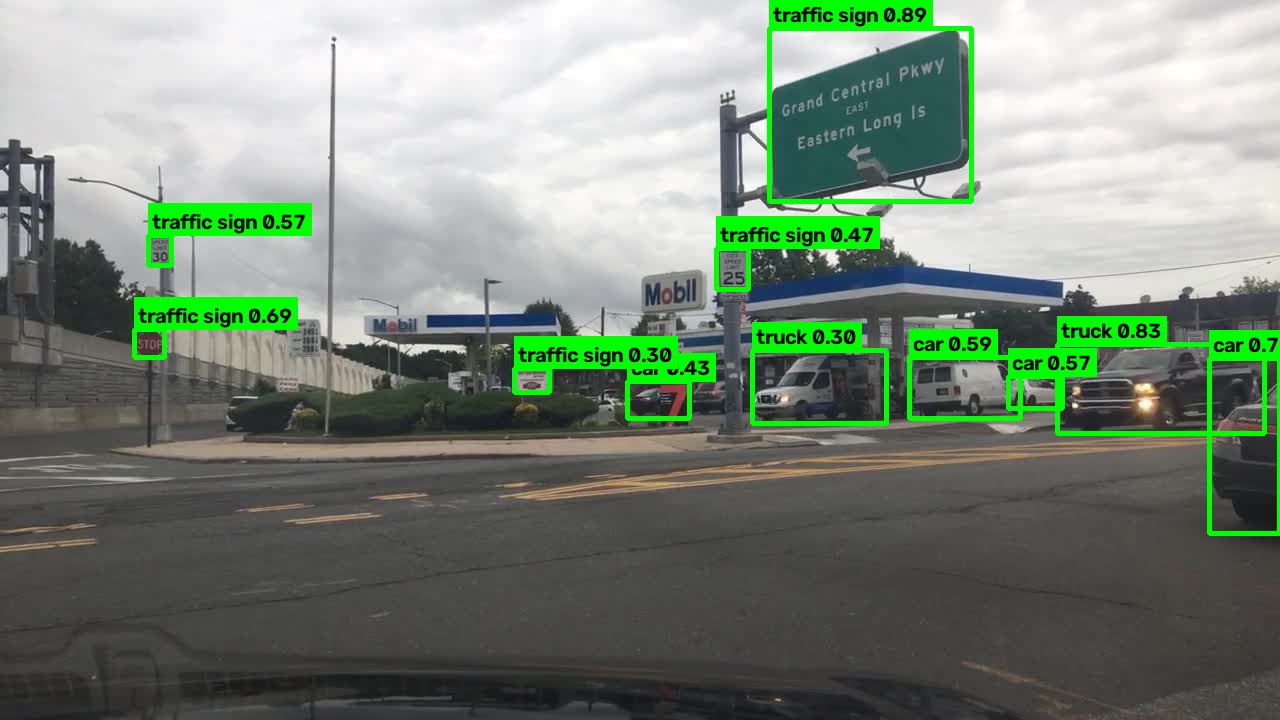 traffic sign 0.89
Grand Central Pkwy
EAST
Eastern Long Is
traffic sign 0.57
SPEED
LIMIT
30
traffic sign 0.47
SPEED
LIMIT
25
Mobil
traffic sign 0.69
STOP
Mobil
traffic sign 0.30
car 0.43
7
truck 0.30
car 0.59
car 0.57
truck 0.83
car 0.7